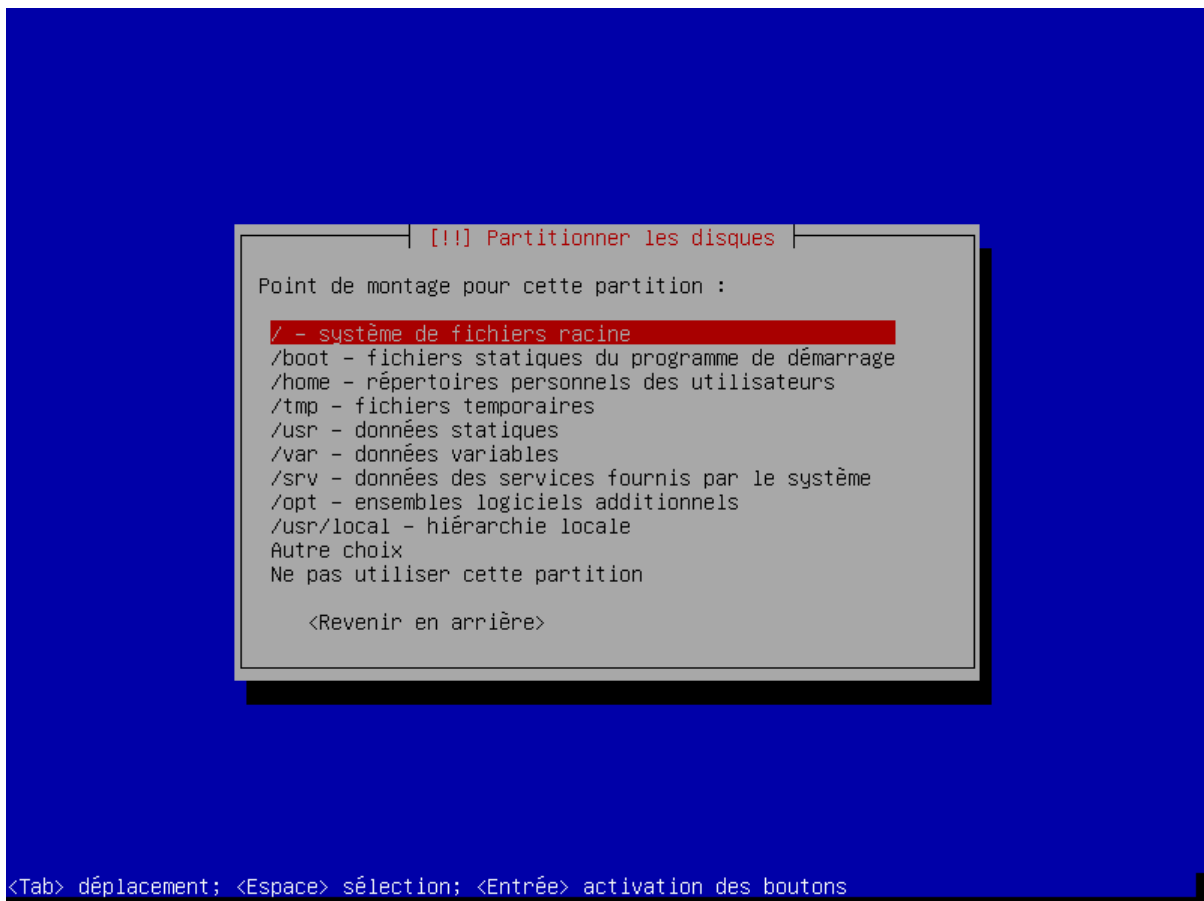 [!!] Partitionner les disques
Point de montage pour cette partition :
/ – système de fichiers racine
/boot – fichiers statiques du programme de démarrage
/home – répertoires personnels des utilisateurs
/tmp – fichiers temporaires
/usr – données statiques
/var – données variables
/srv – données des services fournis par le système
/opt – ensembles logiciels additionnels
/usr/local – hiérarchie locale
Autre choix
Ne pas utiliser cette partition
<Revenir en arrière>
<Tab> déplacement; <Espace> sélection; <Entrée> activation des boutons